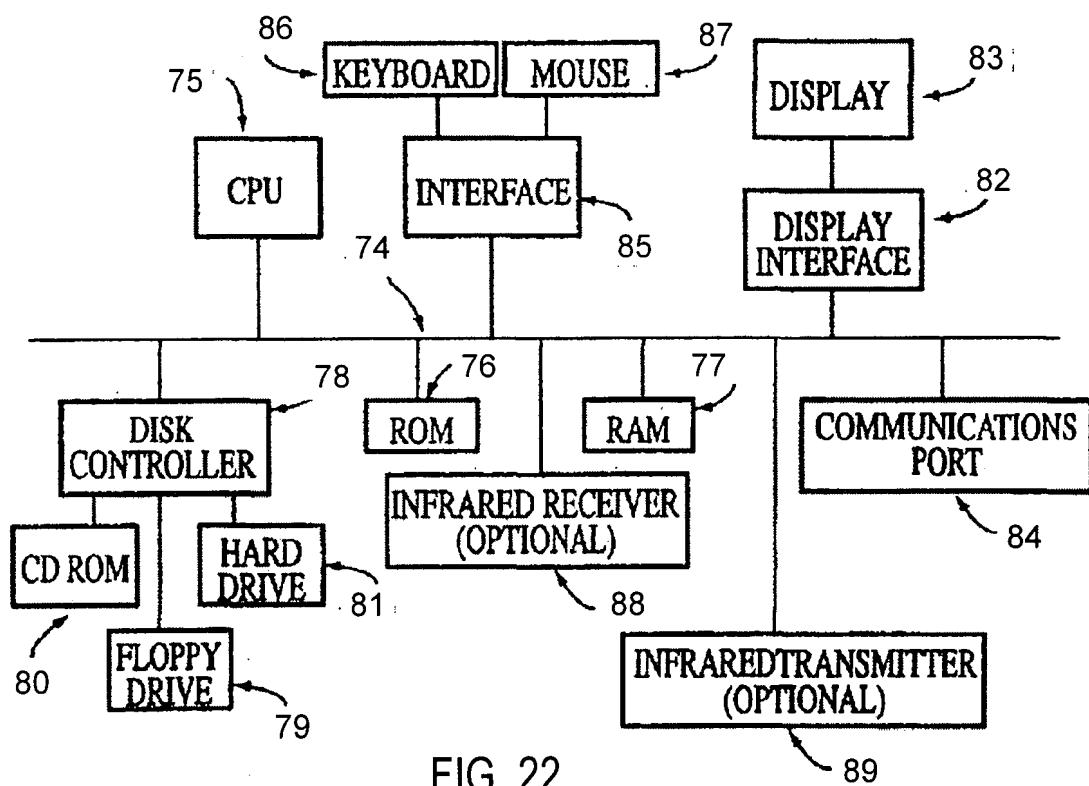 86
KEYBOARD
MOUSE
87
75
DISPLAY
83
CPU
INTERFACE
85
DISPLAY
INTERFACE
82
74
78
DISK
CONTROLLER
76
ROM
77
RAM
COMMUNICATIONS
PORT
84
INFRARED RECEIVER
(OPTIONAL)
88
CD ROM
80
HARD
DRIVE
81
FLOPPY
DRIVE
79
INFRAREDTRANSMITTER
(OPTIONAL)
89
FIG. 22